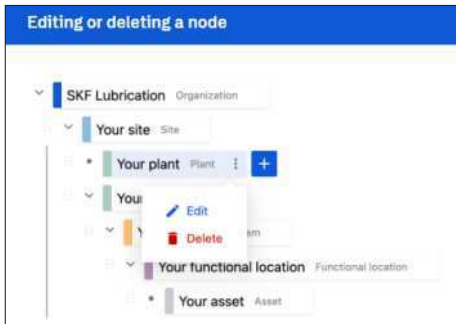 Editing or deleting a node
SKF Lubrication Organization
Your site Site
Your plant Plant
Edit
Delete
Your functional location Functional location
Your asset Asset